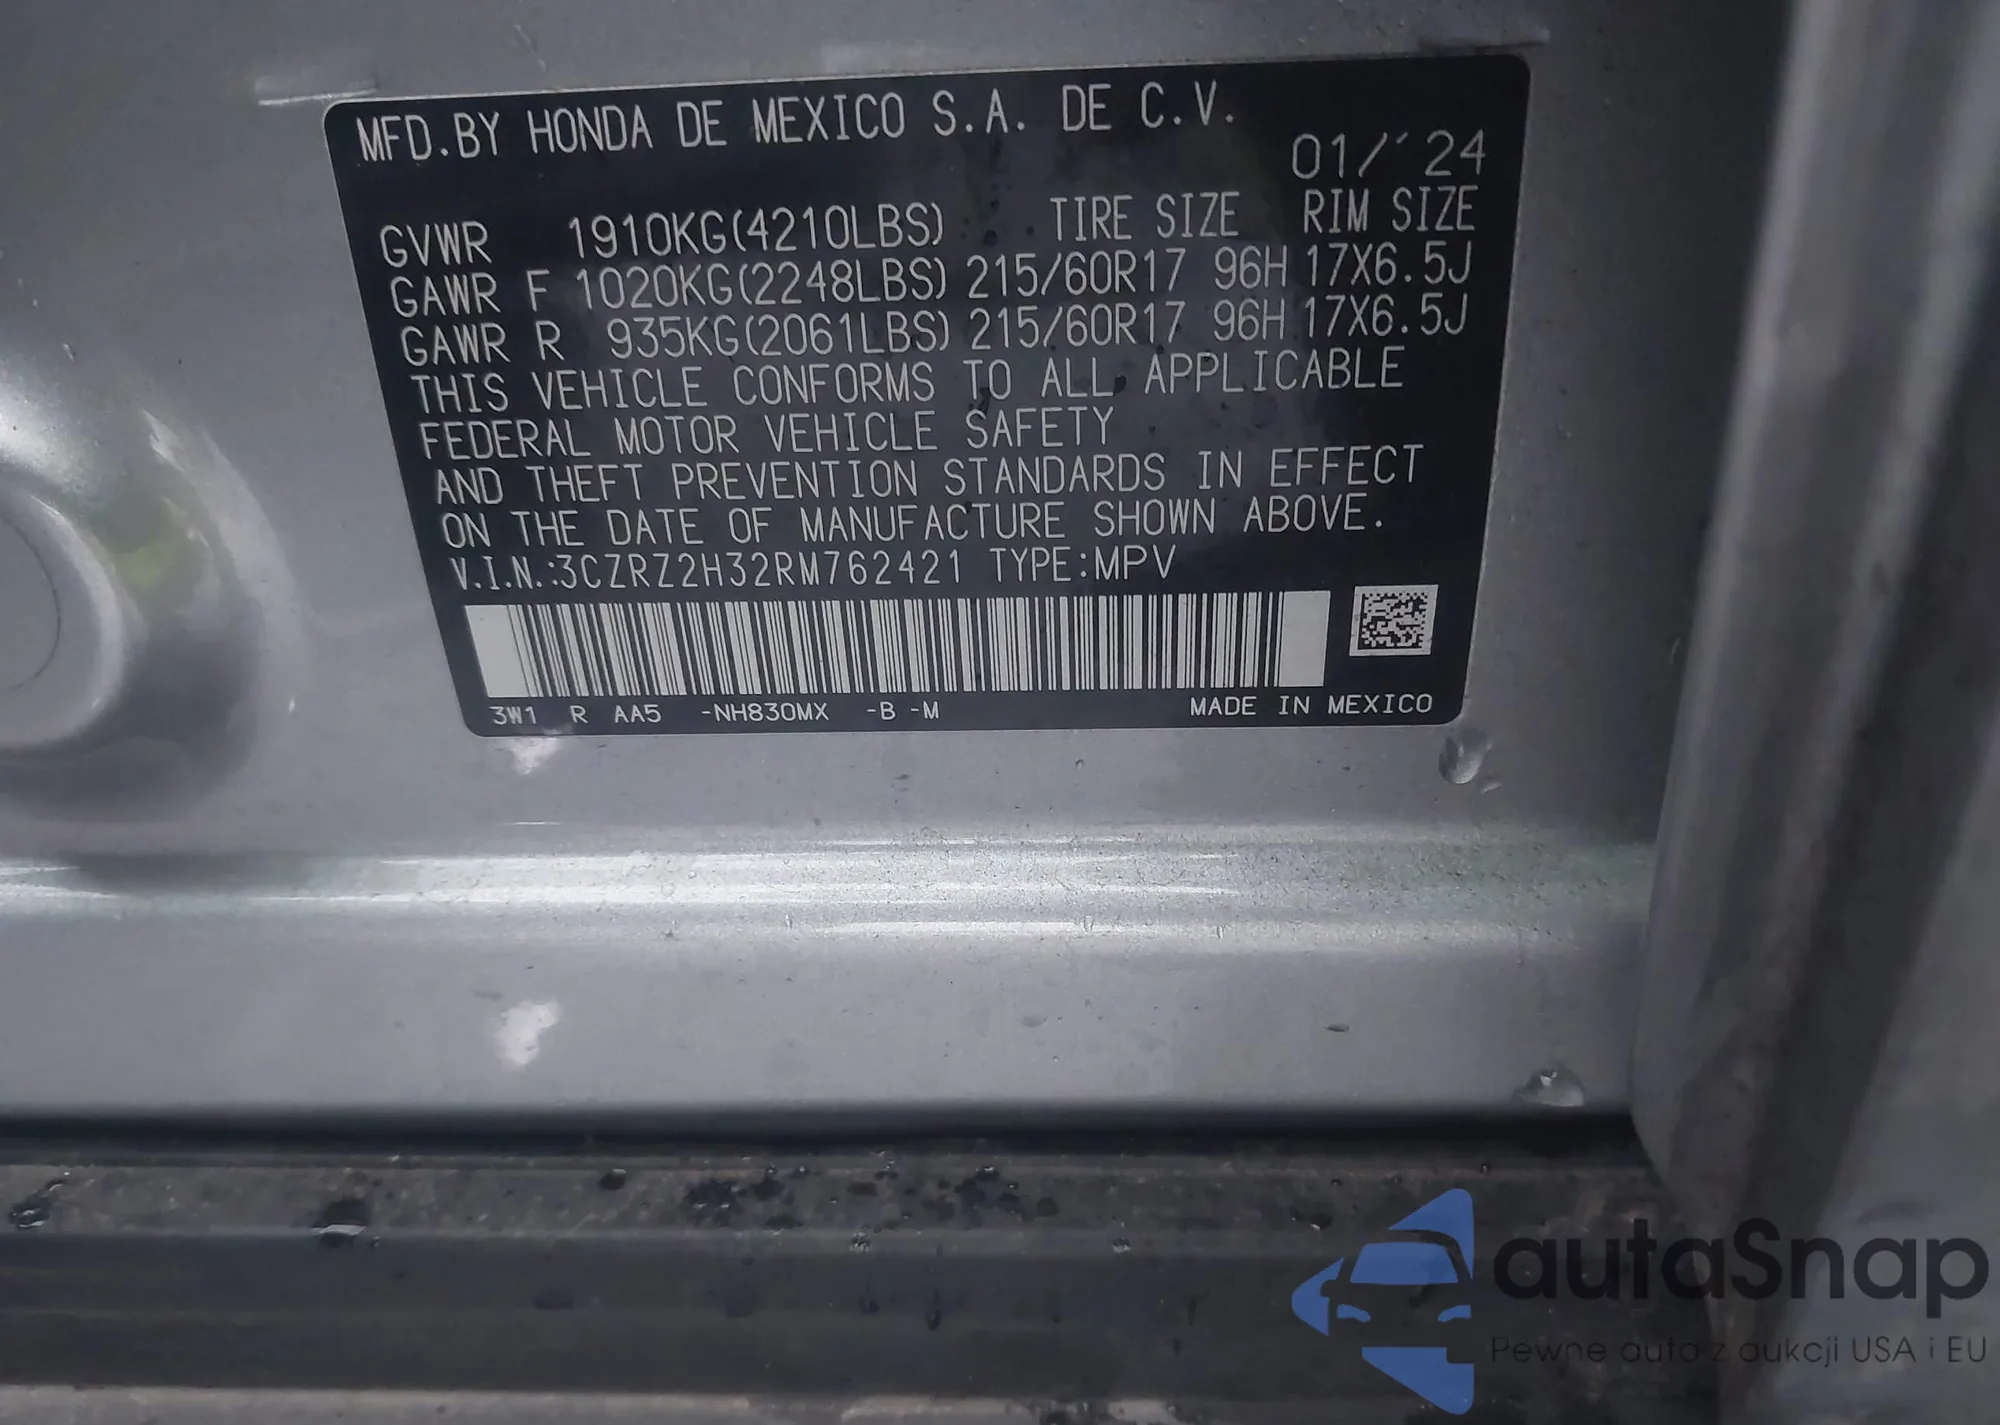 MFD.BY HONDA DE MEXICO S.A. DE C.V.
01/'24
GVWR 1910KG(4210LBS) TIRE SIZE RIM SIZE
GAWR F 1020KG(2248LBS) 215/60R17 96H 17X6.5J
GAWR R 935KG(2061LBS) 215/60R17 96H 17X6.5J
THIS VEHICLE CONFORMS TO ALL APPLICABLE
FEDERAL MOTOR VEHICLE SAFETY
AND THEFT PREVENTION STANDARDS IN EFFECT
ON THE DATE OF MANUFACTURE SHOWN ABOVE.
V.I.N.:3CZRZ2H32RM762421 TYPE:MPV
3W1 R AA5 -NH830MX -B -M MADE IN MEXICO
autaSnap
Pewne auta z aukcji USA i EU